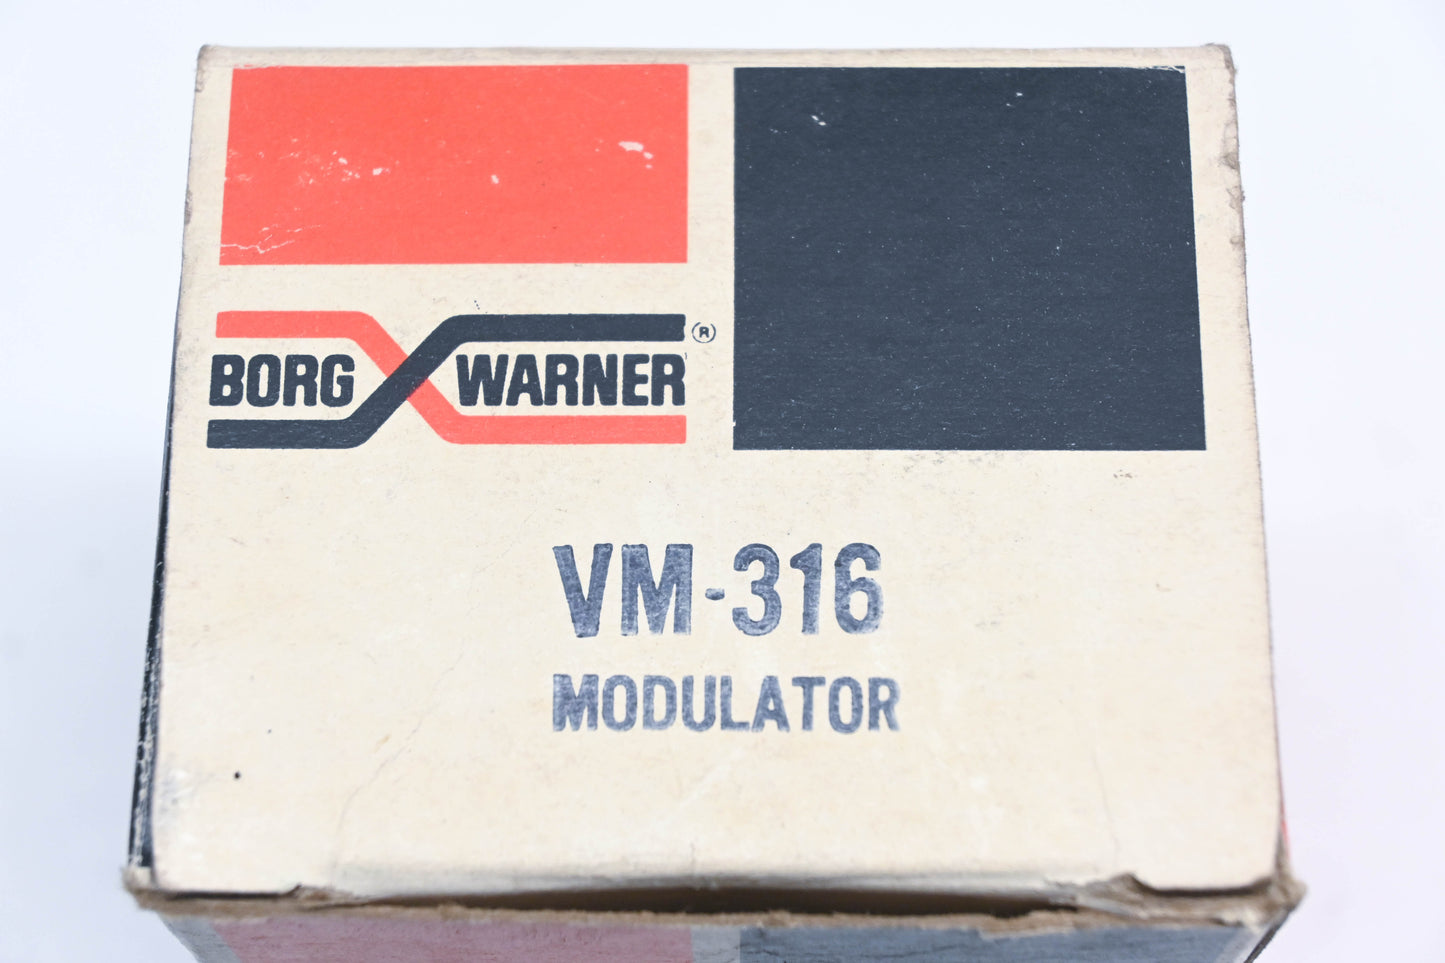 BORG WARNER ®
VM-316
MODULATOR